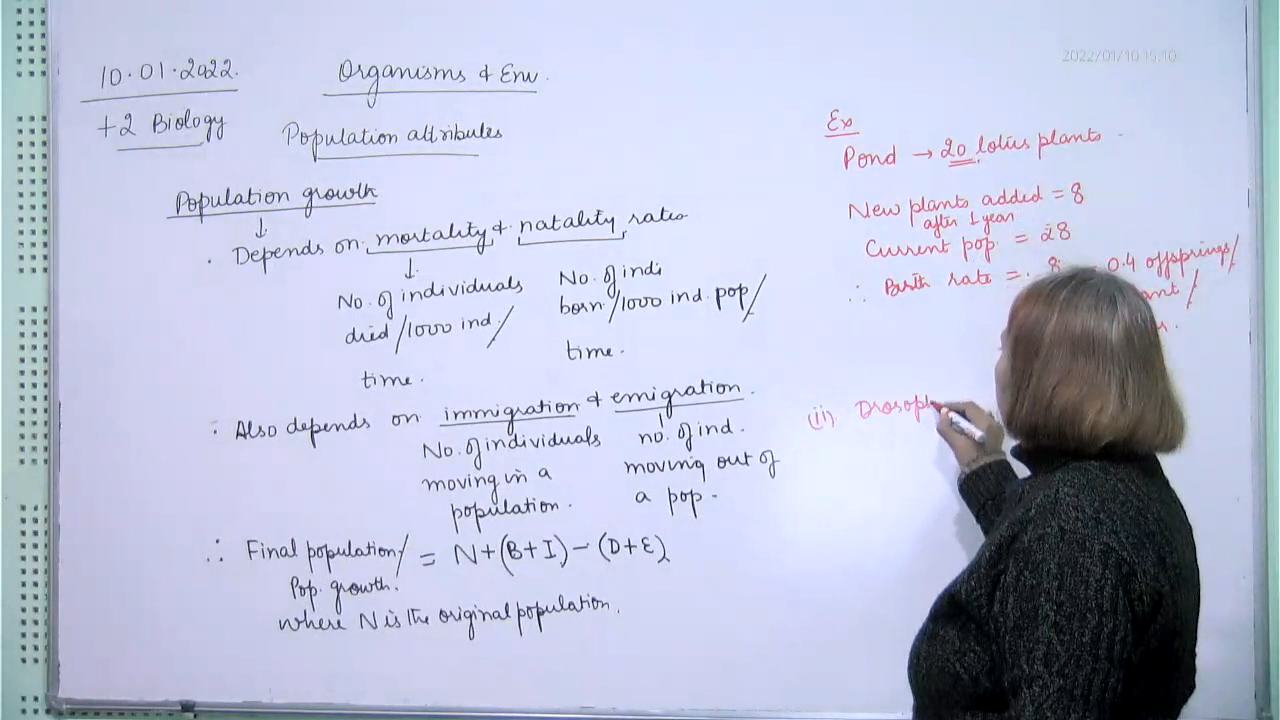 10.01.2022.
+2 Biology
Organisms & Env.
Population attributes
Population growth
↓
. Depends on mortality & natality rates
↓
No. of individuals
died /1000 ind/
time.
No. of indi
born /1000 ind. pop/
time.
. Also depends on immigration & emigration.
No. of individuals
moving in a
population.
↓
no. of ind.
moving out of
a pop.
∴ Final population/ = N+(B+I)-(D+E)
Pop. growth.
where N is the original population.
2022/01/10 15:10
Ex
Pond → 20 lotus plants
New plants added = 8
after 1 year
Current pop. = 28
∴ Birth rate = 8 0.4 offsprings/
(ii) Drosop